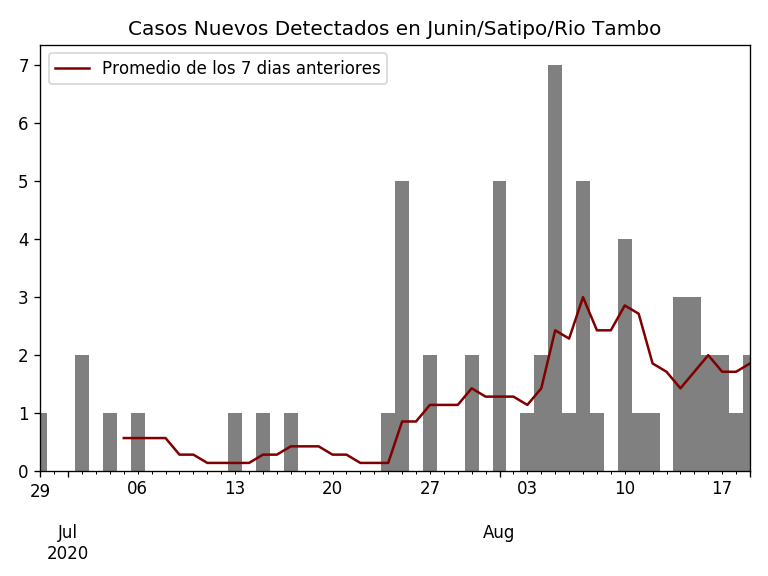 Casos Nuevos Detectados en Junin/Satipo/Rio Tambo
Promedio de los 7 dias anteriores
7
6
5
4
3
2
1
0
29 06 13 20 27 03 10 17
Jul Aug
2020